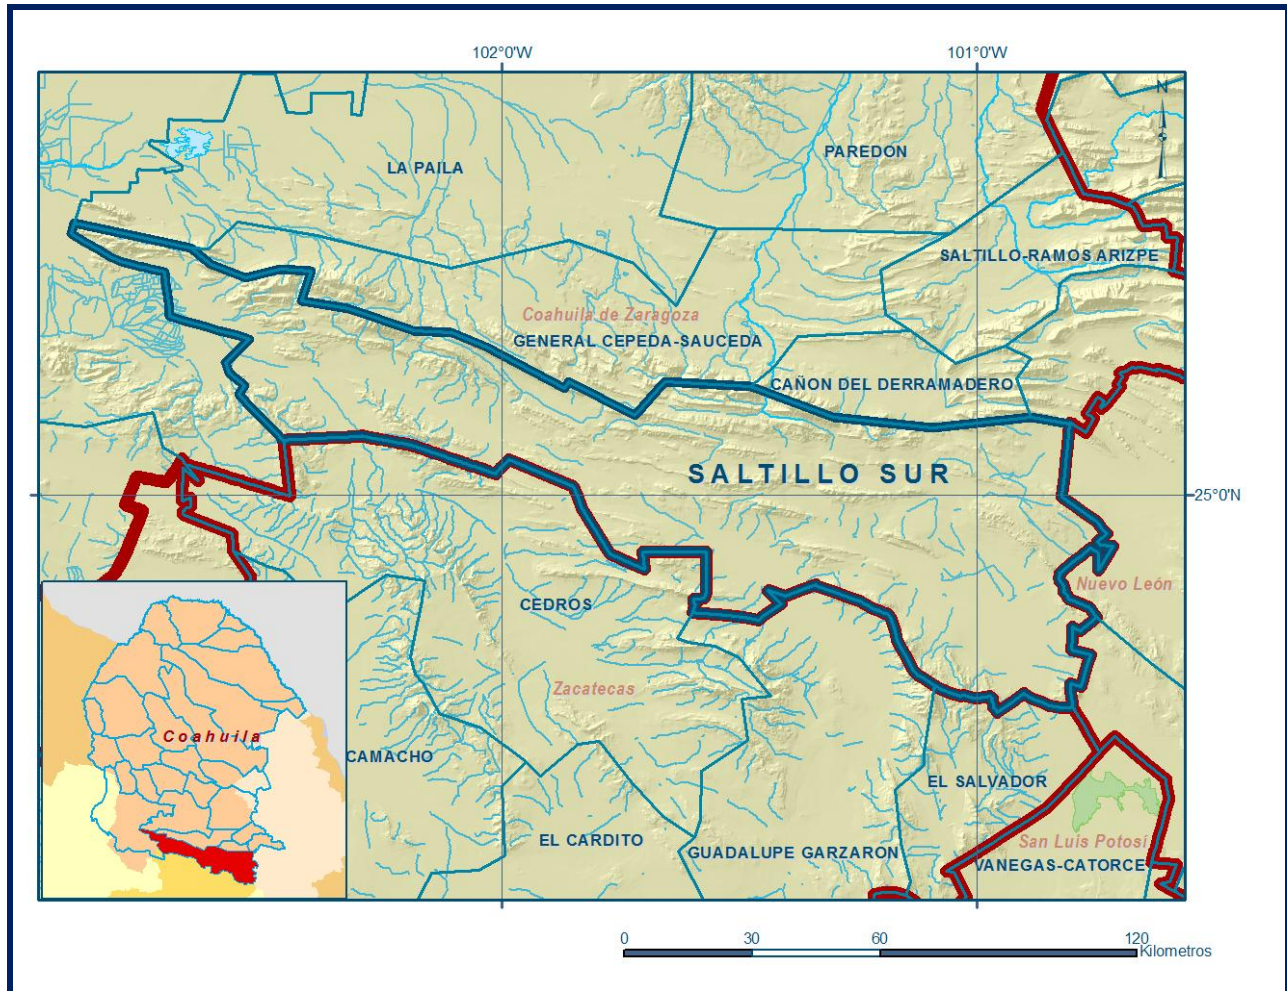 102°0'W
101°0'W
N
LA PAILA
PAREDON
SALTILLO-RAMOS ARIZPE
Coahuila de Zaragoza
GENERAL CEPEDA-SAUCEDA
CAÑON DEL DERRAMADERO
SALTILLO SUR
25°0'N
Nuevo León
CEDROS
Zacatecas
Coahuila
CAMACHO
EL SALVADOR
EL CARDITO
GUADALUPE GARZARON
San Luis Potosí
VANEGAS-CATORCE
0 30 60 120
Kilometros